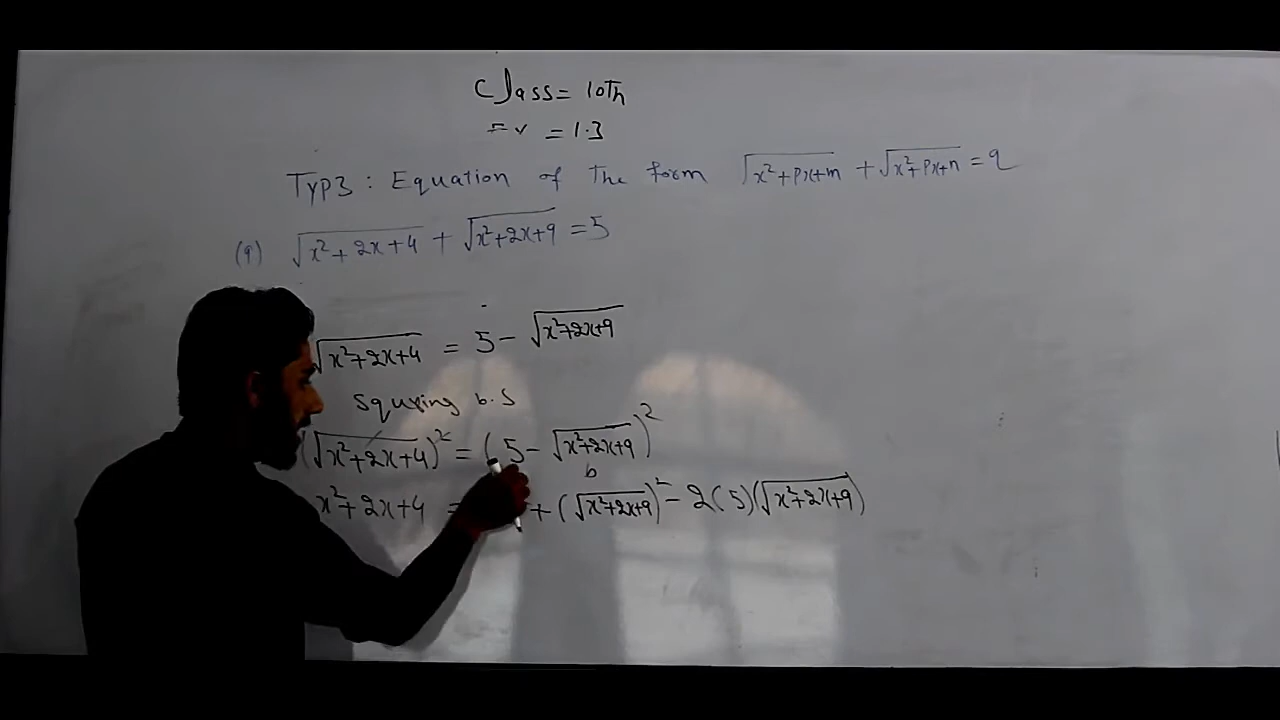 Class = 10Th
= 1.3
Typ3 : Equation of The form √(x²+px+m) + √(x²+px+n) = q
(9) √(x²+2x+4) + √(x²+2x+9) = 5
√(x²+2x+4) = 5 - √(x²+2x+9)
Squring b.s
(√(x²+2x+4))² = (5 - √(x²+2x+9))²
b
x²+2x+4 = + (√(x²+2x+9))² - 2(5)(√(x²+2x+9))